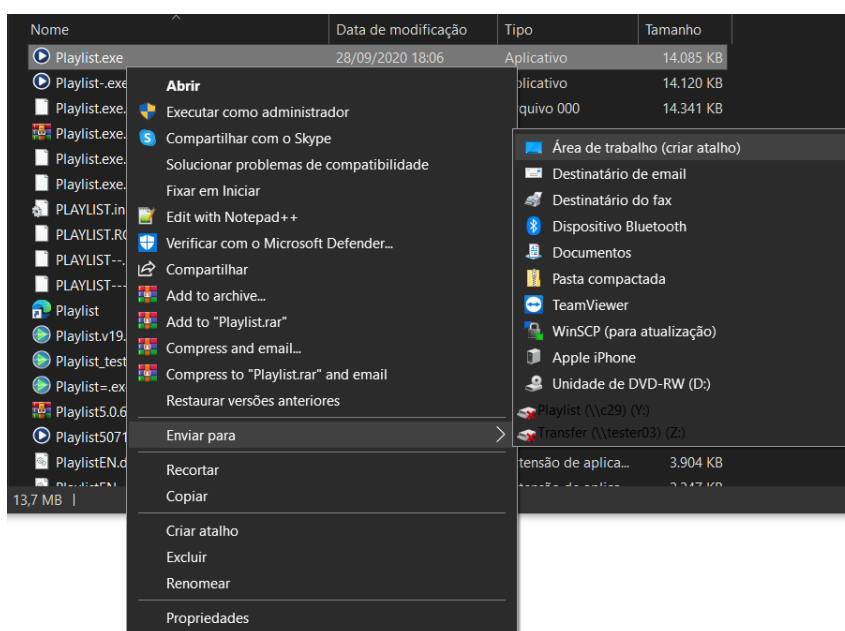 Nome Data de modificação Tipo Tamanho
Playlist.exe 28/09/2020 18:06 Aplicativo 14.085 KB
Playlist-.exe plicativo 14.120 KB
Playlist.exe. quivo 000 14.341 KB
Playlist.exe.
Playlist.exe.
Playlist.exe.
PLAYLIST.in
PLAYLIST.RO
PLAYLIST--.
PLAYLIST---
Playlist
Playlist.v19.
Playlist_test
Playlist=.ex
Playlist5.0.6
Playlist5071
PlaylistEN.d tensão de aplica... 3.904 KB
13,7 MB
Abrir
Executar como administrador
Compartilhar com o Skype
Solucionar problemas de compatibilidade
Fixar em Iniciar
Edit with Notepad++
Verificar com o Microsoft Defender...
Compartilhar
Add to archive...
Add to "Playlist.rar"
Compress and email...
Compress to "Playlist.rar" and email
Restaurar versões anteriores
Enviar para
Recortar
Copiar
Criar atalho
Excluir
Renomear
Propriedades
Área de trabalho (criar atalho)
Destinatário de email
Destinatário do fax
Dispositivo Bluetooth
Documentos
Pasta compactada
TeamViewer
WinSCP (para atualização)
Apple iPhone
Unidade de DVD-RW (D:)
Playlist (\\c29) (Y:)
Transfer (\\tester03) (Z:)